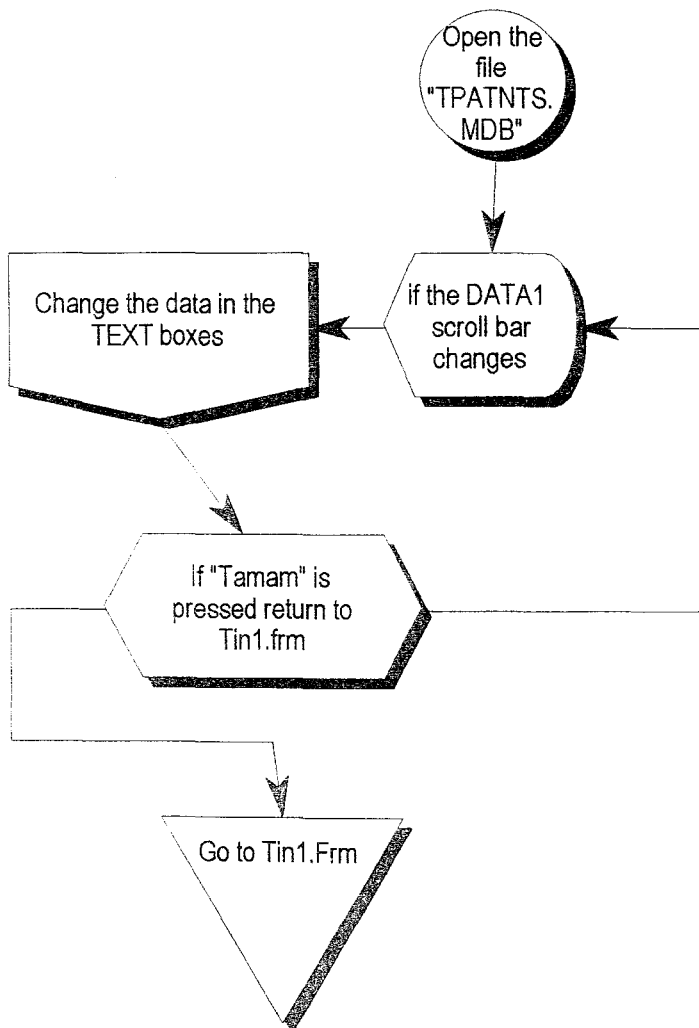 Open the
file
"TPATNTS.
MDB"
if the DATA1
scroll bar
changes
Change the data in the
TEXT boxes
If "Tamam" is
pressed return to
Tin1.frm
Go to Tin1.Frm